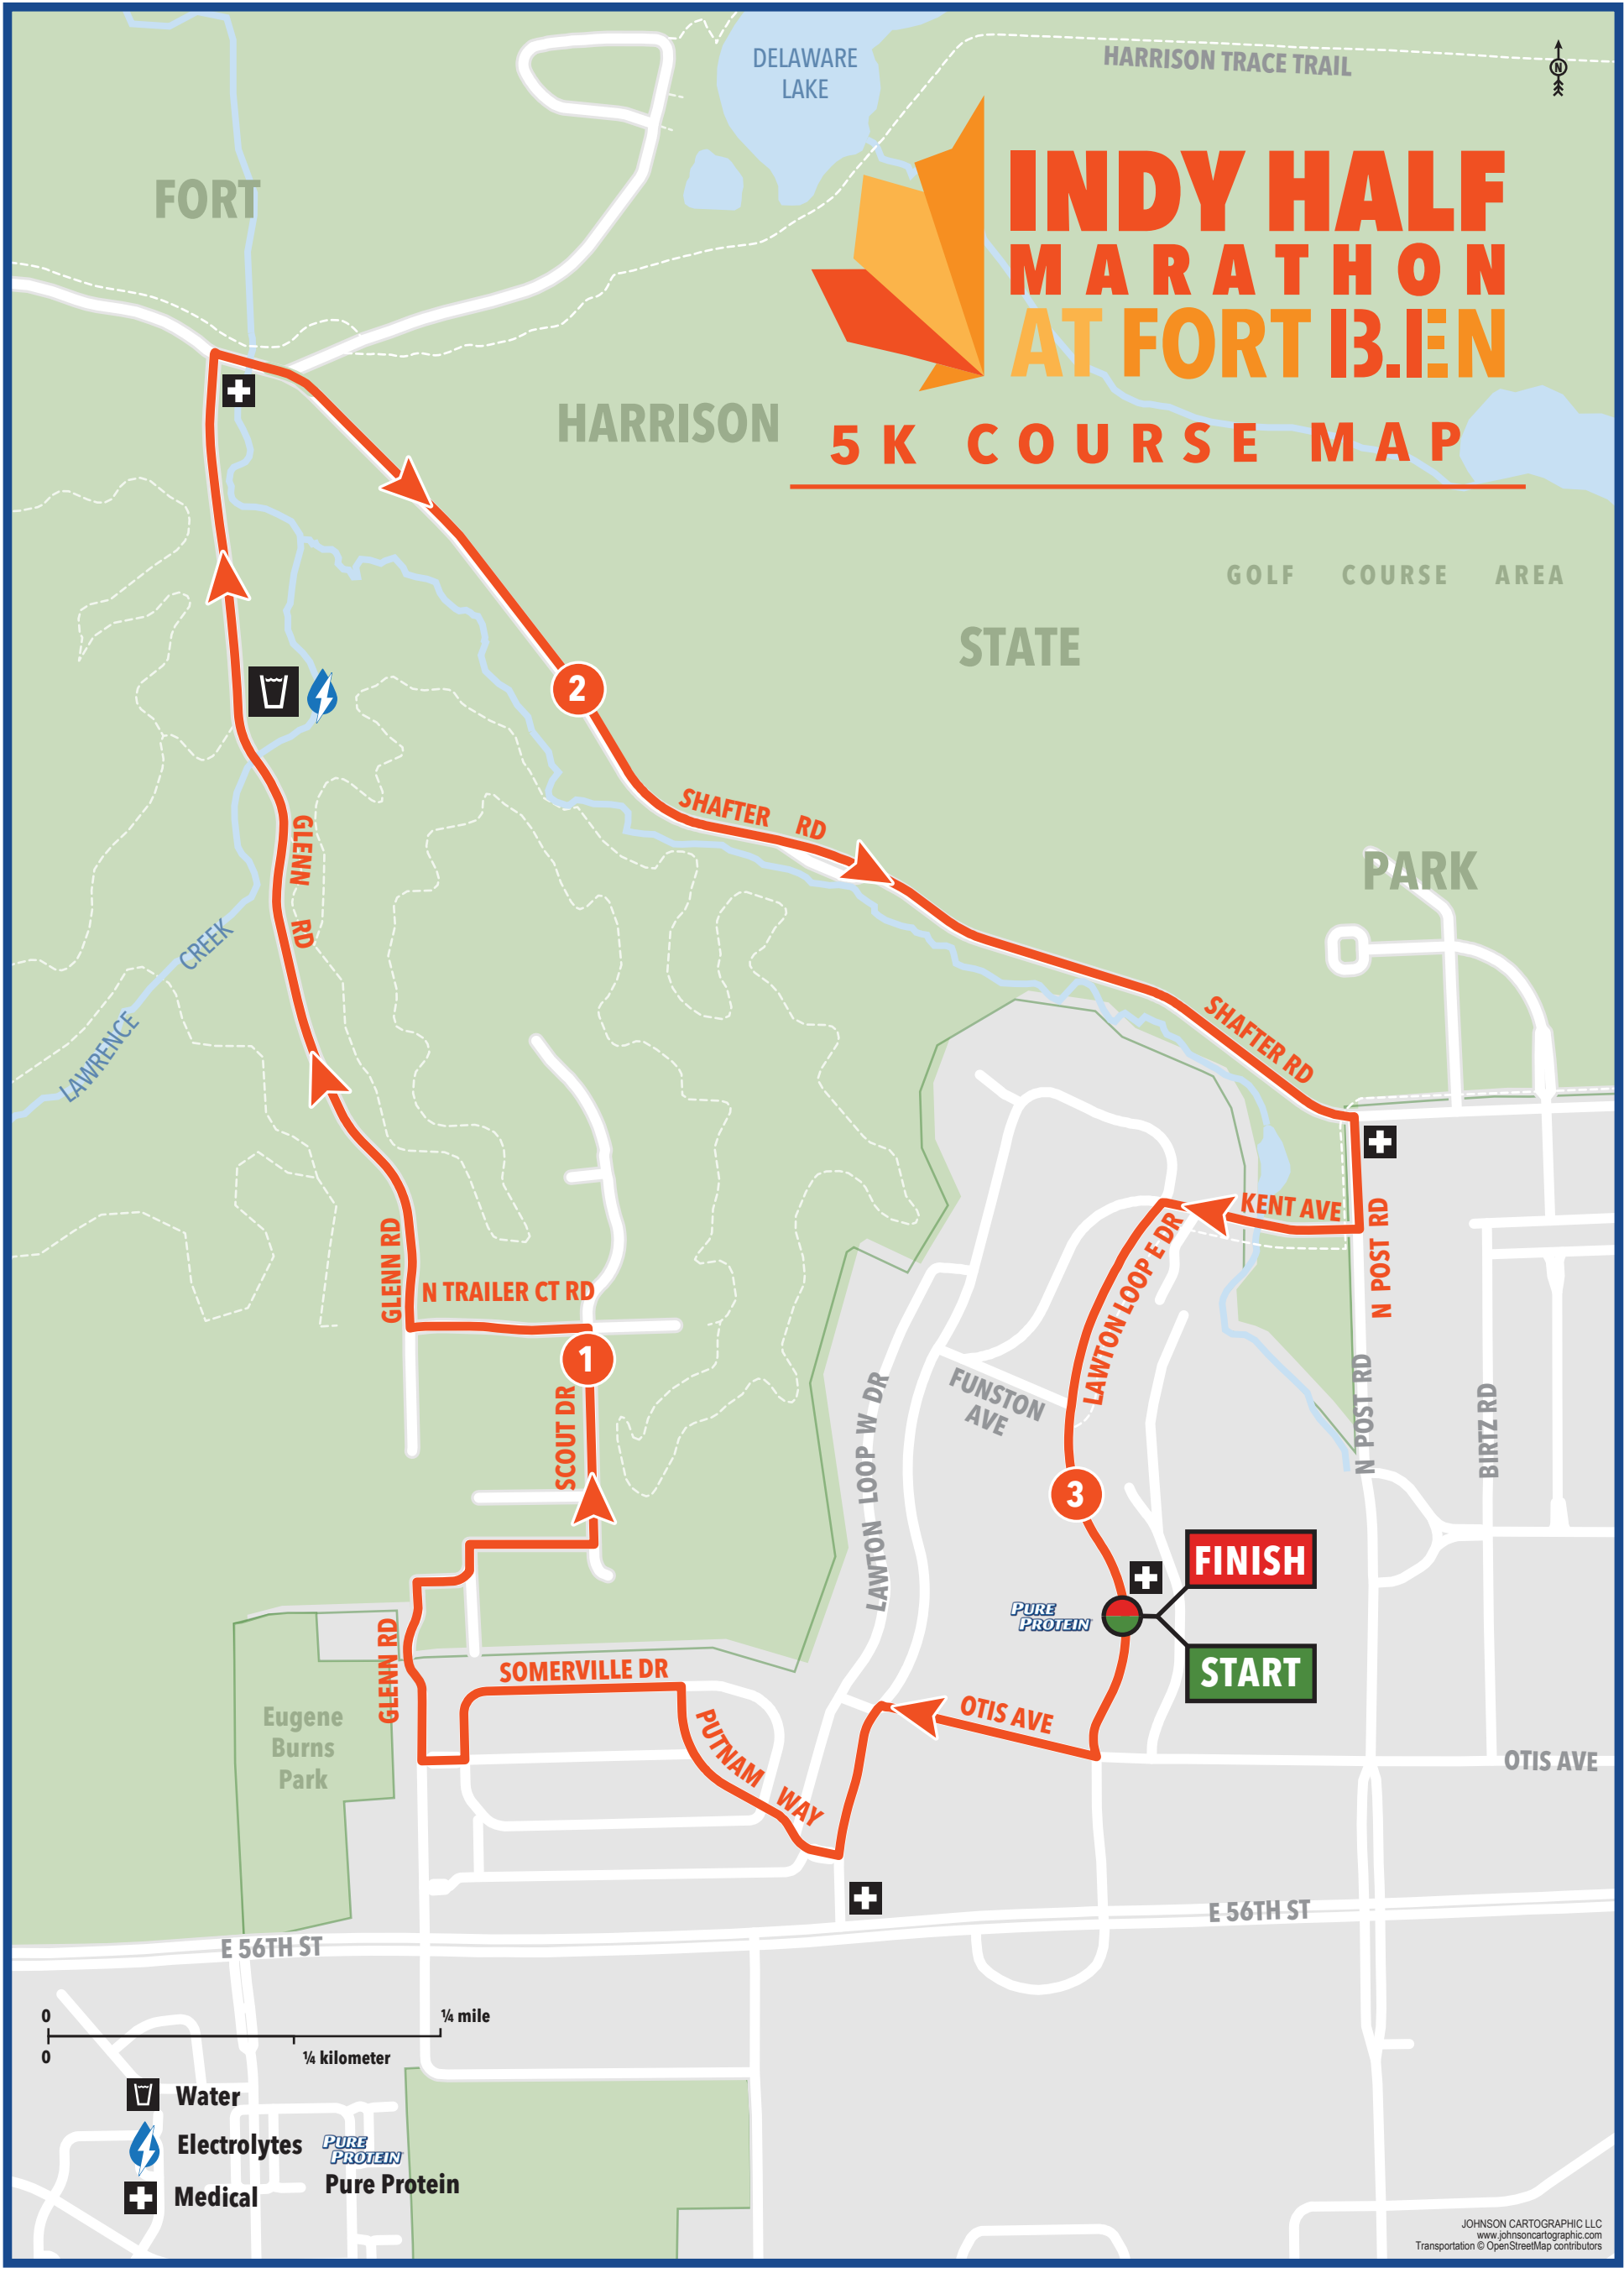 DELAWARE
LAKE
HARRISON TRACE TRAIL
N
FORT
INDY HALF
MARATHON
AT FORT BEN
HARRISON
5K COURSE MAP
GOLF COURSE AREA
STATE
2
SHAFTER RD
GLENN RD
PARK
LAWRENCE CREEK
SHAFTER RD
KENT AVE
N POST RD
LAWTON LOOP E DR
GLENN RD
N TRAILER CT RD
1
SCOUT DR
FUNSTON
AVE
LAWTON LOOP W DR
N POST RD
BIRTZ RD
3
FINISH
PURE
PROTEIN
START
GLENN RD
SOMERVILLE DR
OTIS AVE
PUTNAM WAY
Eugene
Burns
Park
OTIS AVE
E 56TH ST
E 56TH ST
0 ¼ mile
0 ¼ kilometer
Water
Electrolytes
PURE
PROTEIN
Pure Protein
Medical
JOHNSON CARTOGRAPHIC LLC
www.johnsoncartographic.com
Transportation © OpenStreetMap contributors